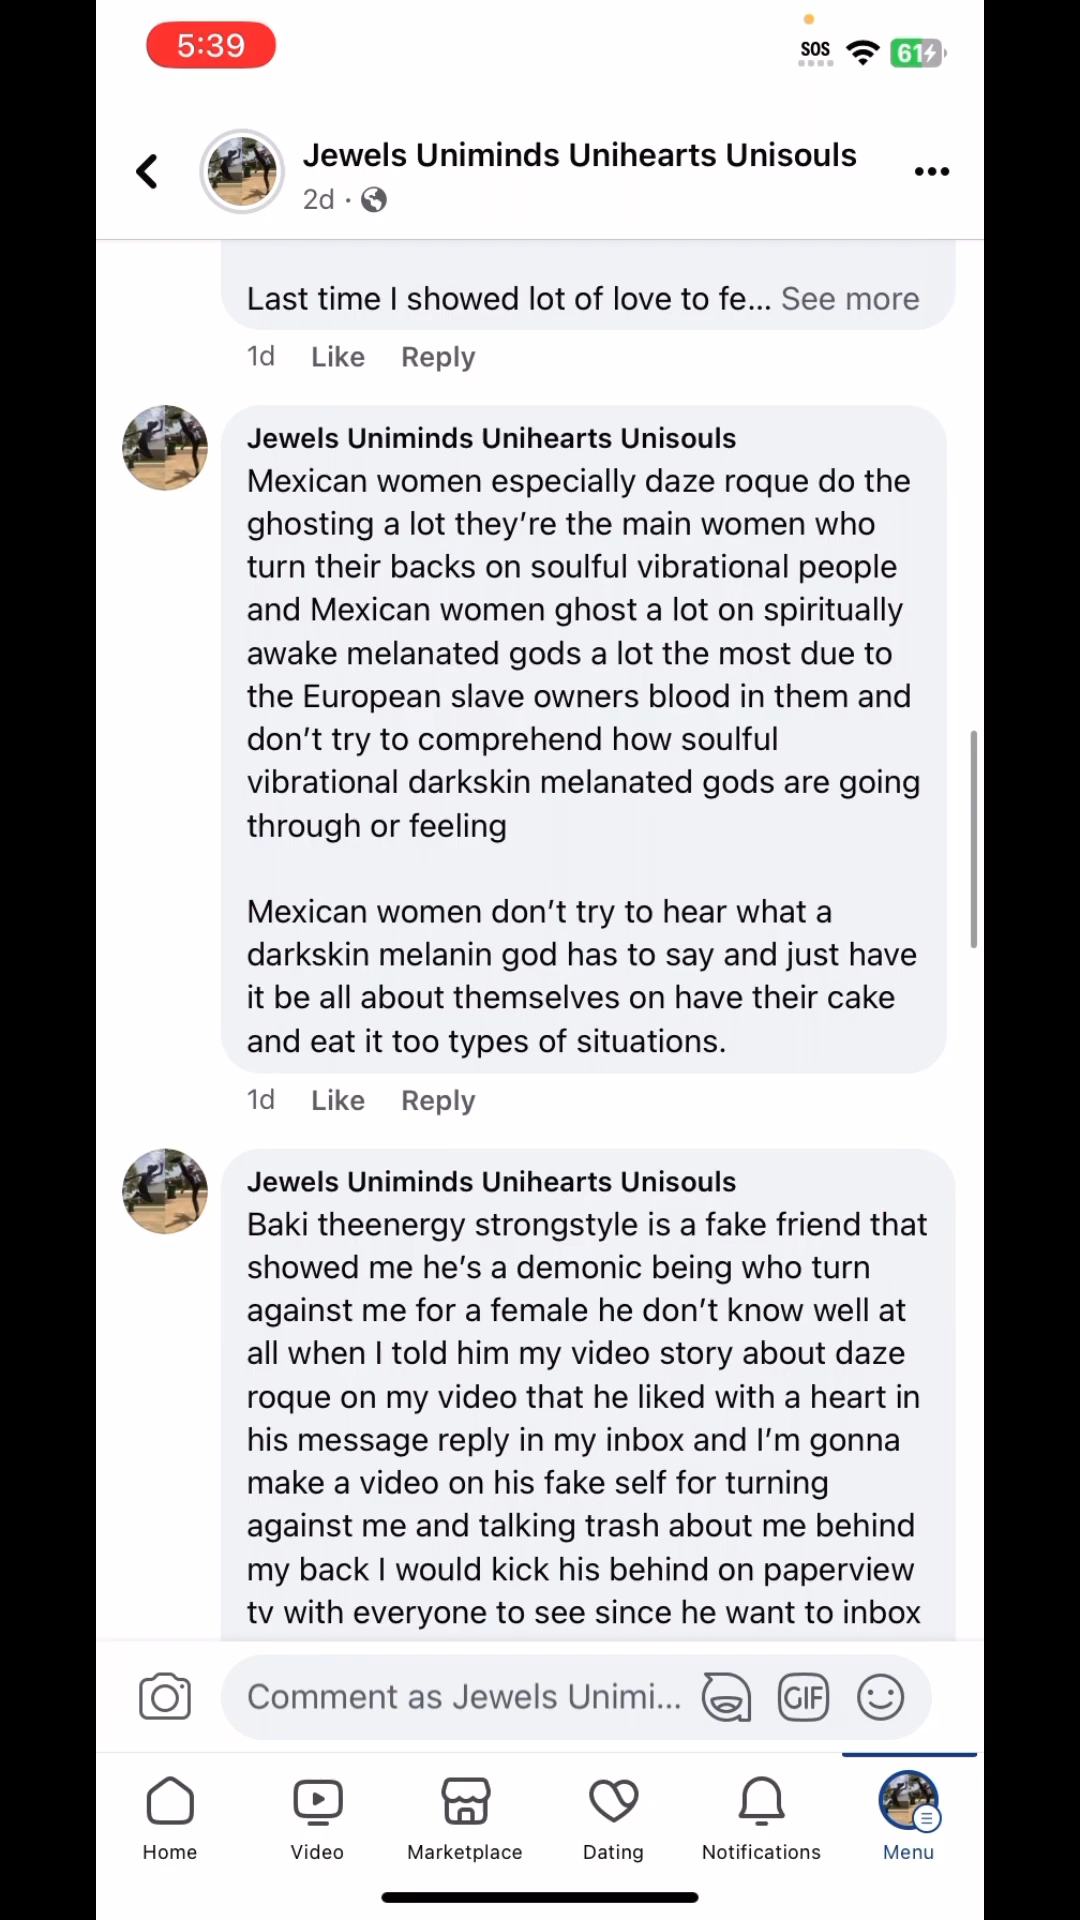 5:39
SOS
61
Jewels Uniminds Unihearts Unisouls
2d ·
Last time I showed lot of love to fe... See more
1d Like Reply
Jewels Uniminds Unihearts Unisouls
Mexican women especially daze roque do the
ghosting a lot they're the main women who
turn their backs on soulful vibrational people
and Mexican women ghost a lot on spiritually
awake melanated gods a lot the most due to
the European slave owners blood in them and
don't try to comprehend how soulful
vibrational darkskin melanated gods are going
through or feeling
Mexican women don't try to hear what a
darkskin melanin god has to say and just have
it be all about themselves on have their cake
and eat it too types of situations.
1d Like Reply
Jewels Uniminds Unihearts Unisouls
Baki theenergy strongstyle is a fake friend that
showed me he's a demonic being who turn
against me for a female he don't know well at
all when I told him my video story about daze
roque on my video that he liked with a heart in
his message reply in my inbox and I'm gonna
make a video on his fake self for turning
against me and talking trash about me behind
my back I would kick his behind on paperview
tv with everyone to see since he want to inbox
Comment as Jewels Unimi... GIF
Home Video Marketplace Dating Notifications Menu